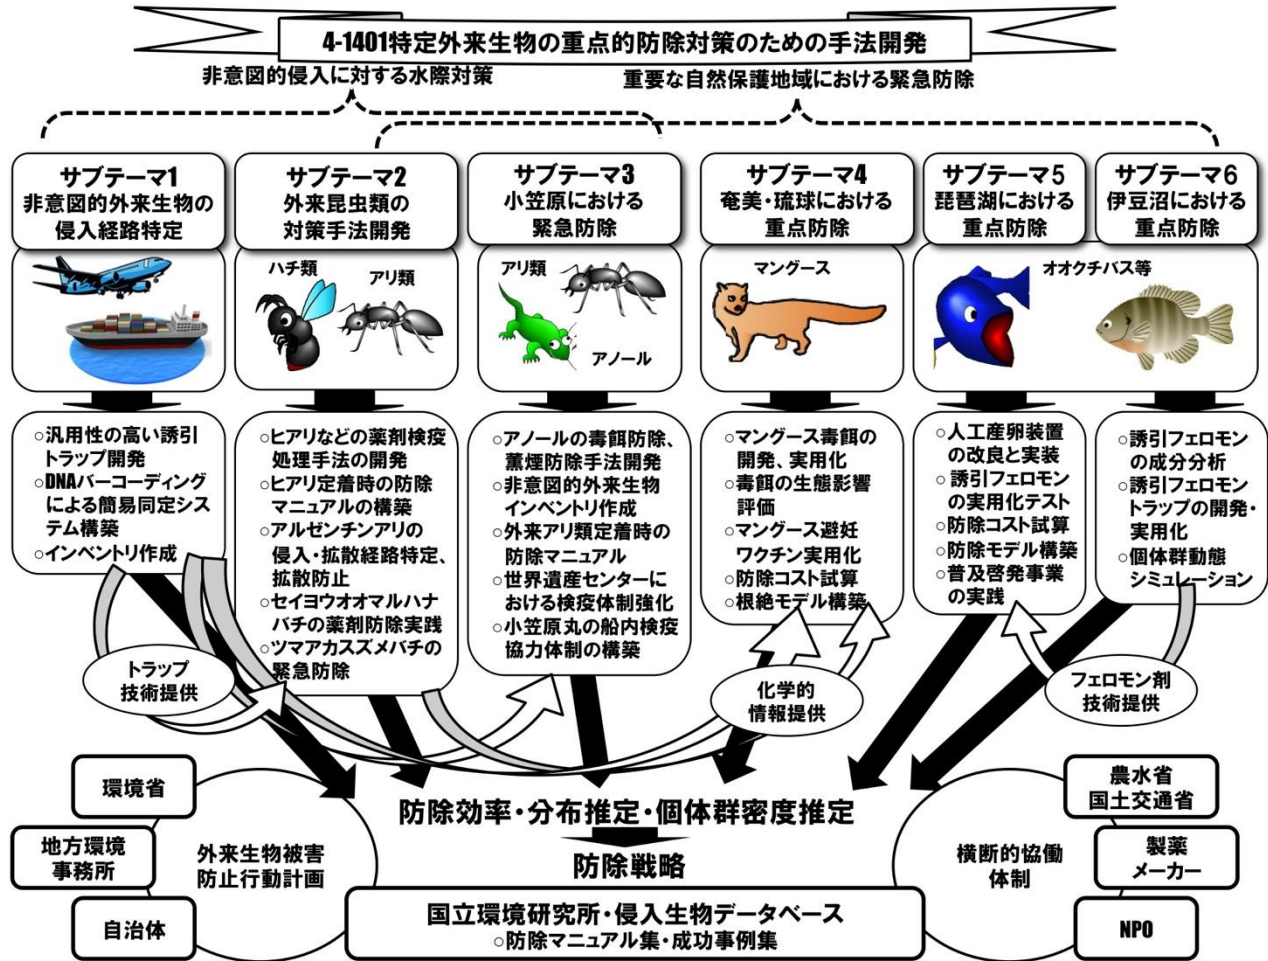 4-1401特定外来生物の重点的防除対策のための手法開発
非意図的侵入に対する水際対策
重要な自然保護地域における緊急防除
サブテーマ1
非意図的外来生物の
侵入経路特定
サブテーマ2
外来昆虫類の
対策手法開発
サブテーマ3
小笠原における
緊急防除
サブテーマ4
奄美・琉球における
重点防除
サブテーマ5
琵琶湖における
重点防除
サブテーマ6
伊豆沼における
重点防除
ハチ類
アリ類
アリ類
アノール
マングース
オオクチバス等
○汎用性の高い誘引
トラップ開発
○DNAバーコーディング
による簡易同定シス
テム構築
○インベントリ作成
○ヒアリなどの薬剤検疫
処理手法の開発
○ヒアリ定着時の防除
マニュアルの構築
○アルゼンチンアリの
侵入・拡散経路特定、
拡散防止
○セイヨウオオマルハナ
バチの薬剤防除実践
○ツマアカスズメバチの
緊急防除
○アノールの毒餌防除、
薫煙防除手法開発
○非意図的外来生物
インベントリ作成
○外来アリ類定着時の
防除マニュアル
○世界遺産センターに
おける検疫体制強化
○小笠原丸の船内検疫
協力体制の構築
○マングース毒餌の
開発、実用化
○毒餌の生態影響
評価
○マングース避妊
ワクチン実用化
○防除コスト試算
○根絶モデル構築
○人工産卵装置
の改良と実装
○誘引フェロモン
の実用化テスト
○防除コスト試算
○防除モデル構築
○普及啓発事業
の実践
○誘引フェロモン
の成分分析
○誘引フェロモン
トラップの開発・
実用化
○個体群動態
シミュレーション
トラップ
技術提供
化学的
情報提供
フェロモン剤
技術提供
環境省
地方環境
事務所
自治体
外来生物被害
防止行動計画
防除効率・分布推定・個体群密度推定
防除戦略
国立環境研究所・侵入生物データベース
○防除マニュアル集・成功事例集
横断的協働
体制
農水省
国土交通省
製薬
メーカー
NPO